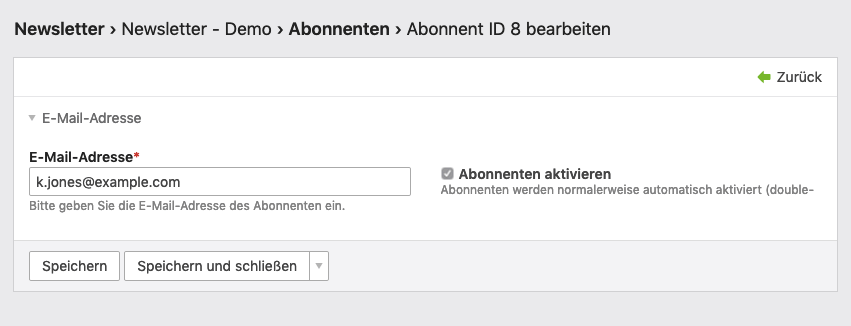 Newsletter › Newsletter - Demo › Abonnenten › Abonnent ID 8 bearbeiten
Zurück
E-Mail-Adresse
E-Mail-Adresse*
k.jones@example.com
Bitte geben Sie die E-Mail-Adresse des Abonnenten ein.
Abonnenten aktivieren
Abonnenten werden normalerweise automatisch aktiviert (double-
Speichern
Speichern und schließen